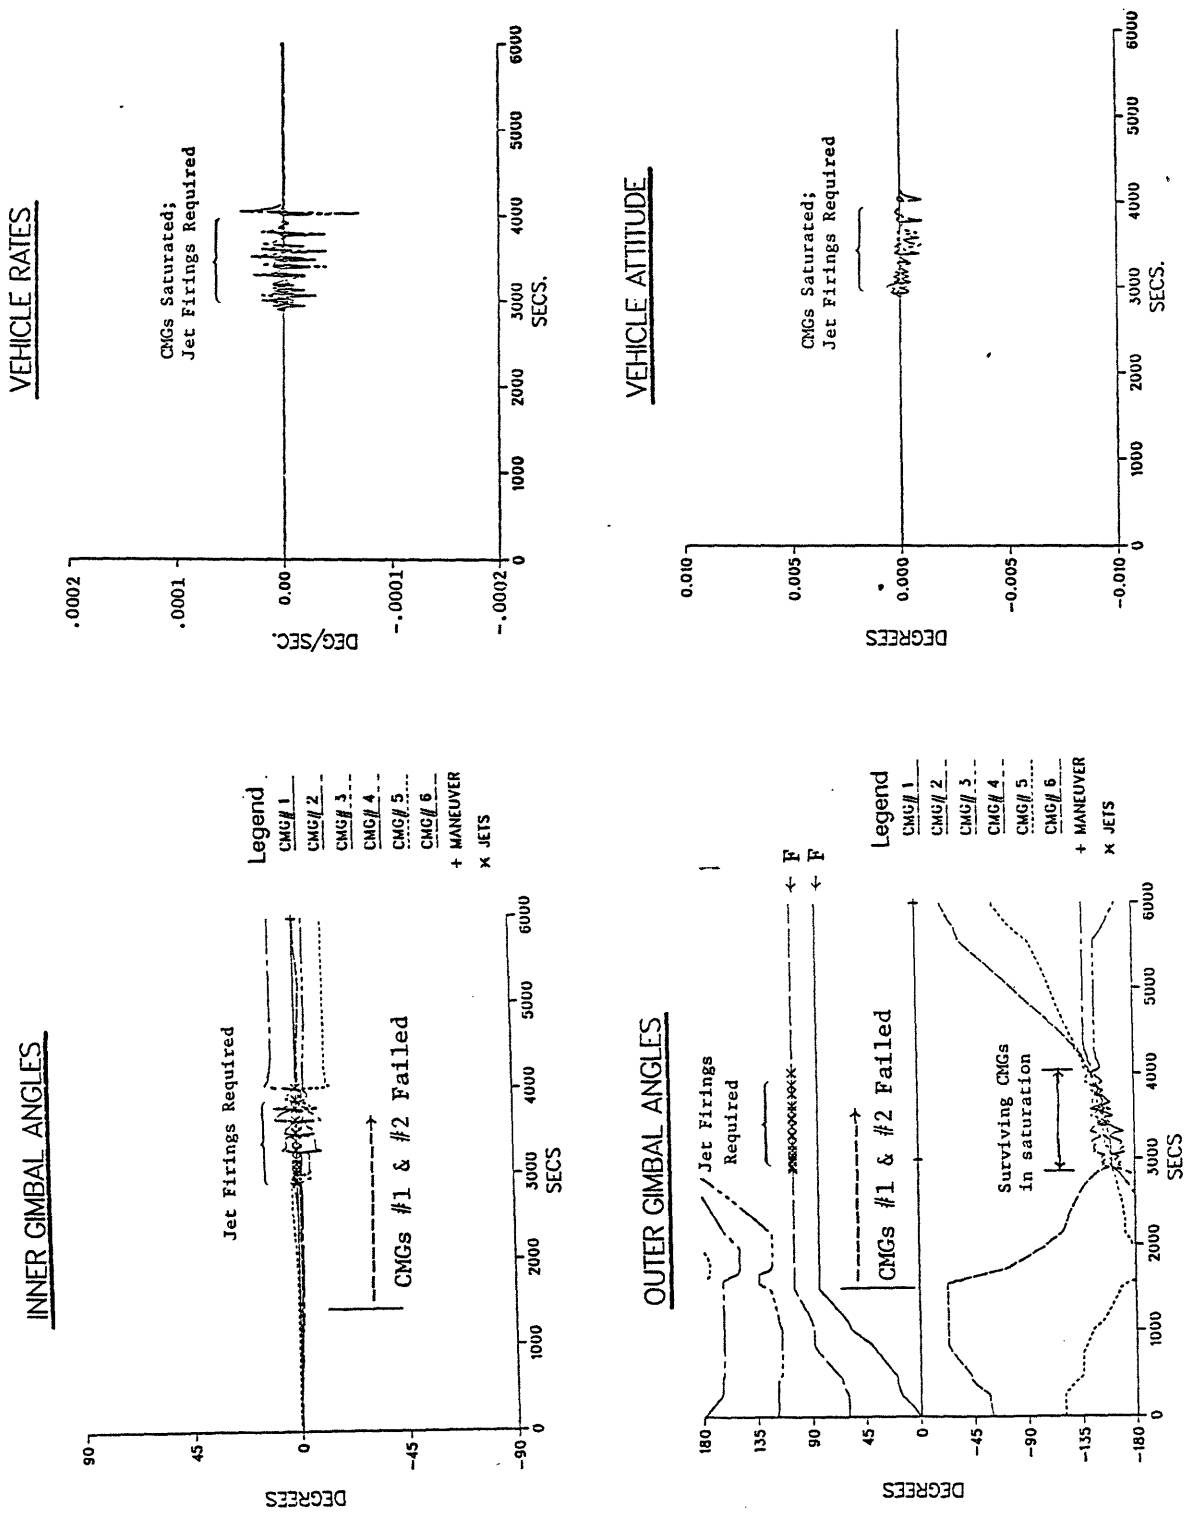 INNER GIMBAL ANGLES
DEGREES
90
45
0
-45
-90
0
1000
2000
3000
4000
5000
6000
SECS
Jet Firings Required
CMGs #1 & #2 Failed
Legend
CMG# 1
CMG# 2
CMG# 3
CMG# 4
CMG# 5
CMG# 6
+ MANEUVER
× JETS
VEHICLE RATES
DEG/SEC.
.0002
.0001
0.00
-.0001
-.0002
0
1000
2000
3000
4000
5000
6000
SECS.
CMGs Saturated;
Jet Firings Required
OUTER GIMBAL ANGLES
DEGREES
180
135
90
45
0
-45
-90
-135
-180
0
1000
2000
3000
4000
5000
6000
SECS
Jet Firings
Required
← F
← F
CMGs #1 & #2 Failed
Surviving CMGs
in saturation
Legend
CMG# 1
CMG# 2
CMG# 3
CMG# 4
CMG# 5
CMG# 6
+ MANEUVER
× JETS
VEHICLE ATTITUDE
DEGREES
0.010
0.005
0.000
-0.005
-0.010
0
1000
2000
3000
4000
5000
6000
SECS.
CMGs Saturated;
Jet Firings Required